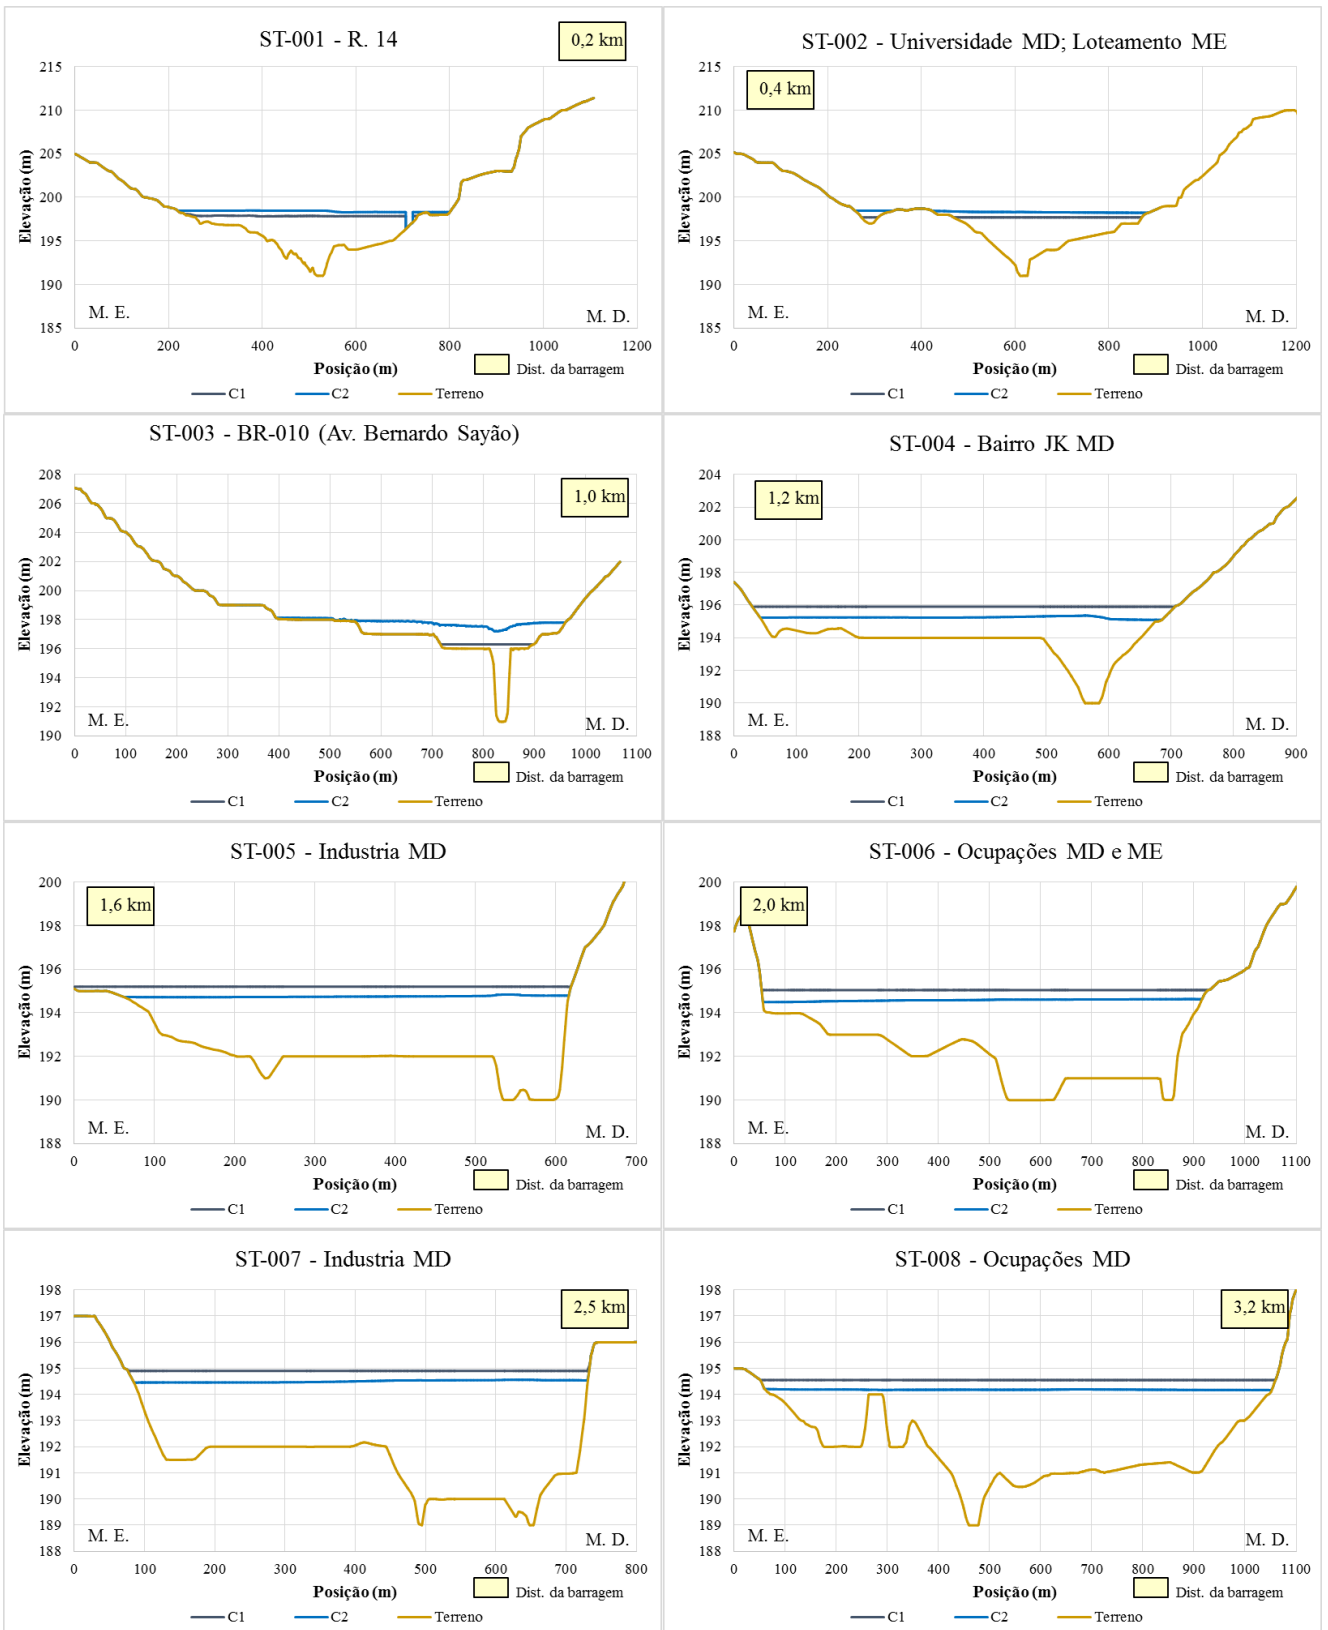 ST-001 - R. 14
0,2 km
215
210
205
200
195
190
185
Elevação (m)
M. E.
M. D.
0 200 400 600 800 1000 1200
Posição (m)
Dist. da barragem
C1 C2 Terreno
ST-002 - Universidade MD; Loteamento ME
0,4 km
215
210
205
200
195
190
185
Elevação (m)
M. E.
M. D.
0 200 400 600 800 1000 1200
Posição (m)
Dist. da barragem
C1 C2 Terreno
ST-003 - BR-010 (Av. Bernardo Sayão)
1,0 km
208
206
204
202
200
198
196
194
192
190
Elevação (m)
M. E.
M. D.
0 100 200 300 400 500 600 700 800 900 1000 1100
Posição (m)
Dist. da barragem
C1 C2 Terreno
ST-004 - Bairro JK MD
1,2 km
204
202
200
198
196
194
192
190
188
Elevação (m)
M. E.
M. D.
0 100 200 300 400 500 600 700 800 900
Posição (m)
Dist. da barragem
C1 C2 Terreno
ST-005 - Industria MD
1,6 km
200
198
196
194
192
190
188
Elevação (m)
M. E.
M. D.
0 100 200 300 400 500 600 700
Posição (m)
Dist. da barragem
C1 C2 Terreno
ST-006 - Ocupações MD e ME
2,0 km
200
198
196
194
192
190
188
Elevação (m)
M. E.
M. D.
0 100 200 300 400 500 600 700 800 900 1000 1100
Posição (m)
Dist. da barragem
C1 C2 Terreno
ST-007 - Industria MD
2,5 km
198
197
196
195
194
193
192
191
190
189
188
Elevação (m)
M. E.
M. D.
0 100 200 300 400 500 600 700 800
Posição (m)
Dist. da barragem
C1 C2 Terreno
ST-008 - Ocupações MD
3,2 km
198
197
196
195
194
193
192
191
190
189
188
Elevação (m)
M. E.
M. D.
0 100 200 300 400 500 600 700 800 900 1000 1100
Posição (m)
Dist. da barragem
C1 C2 Terreno